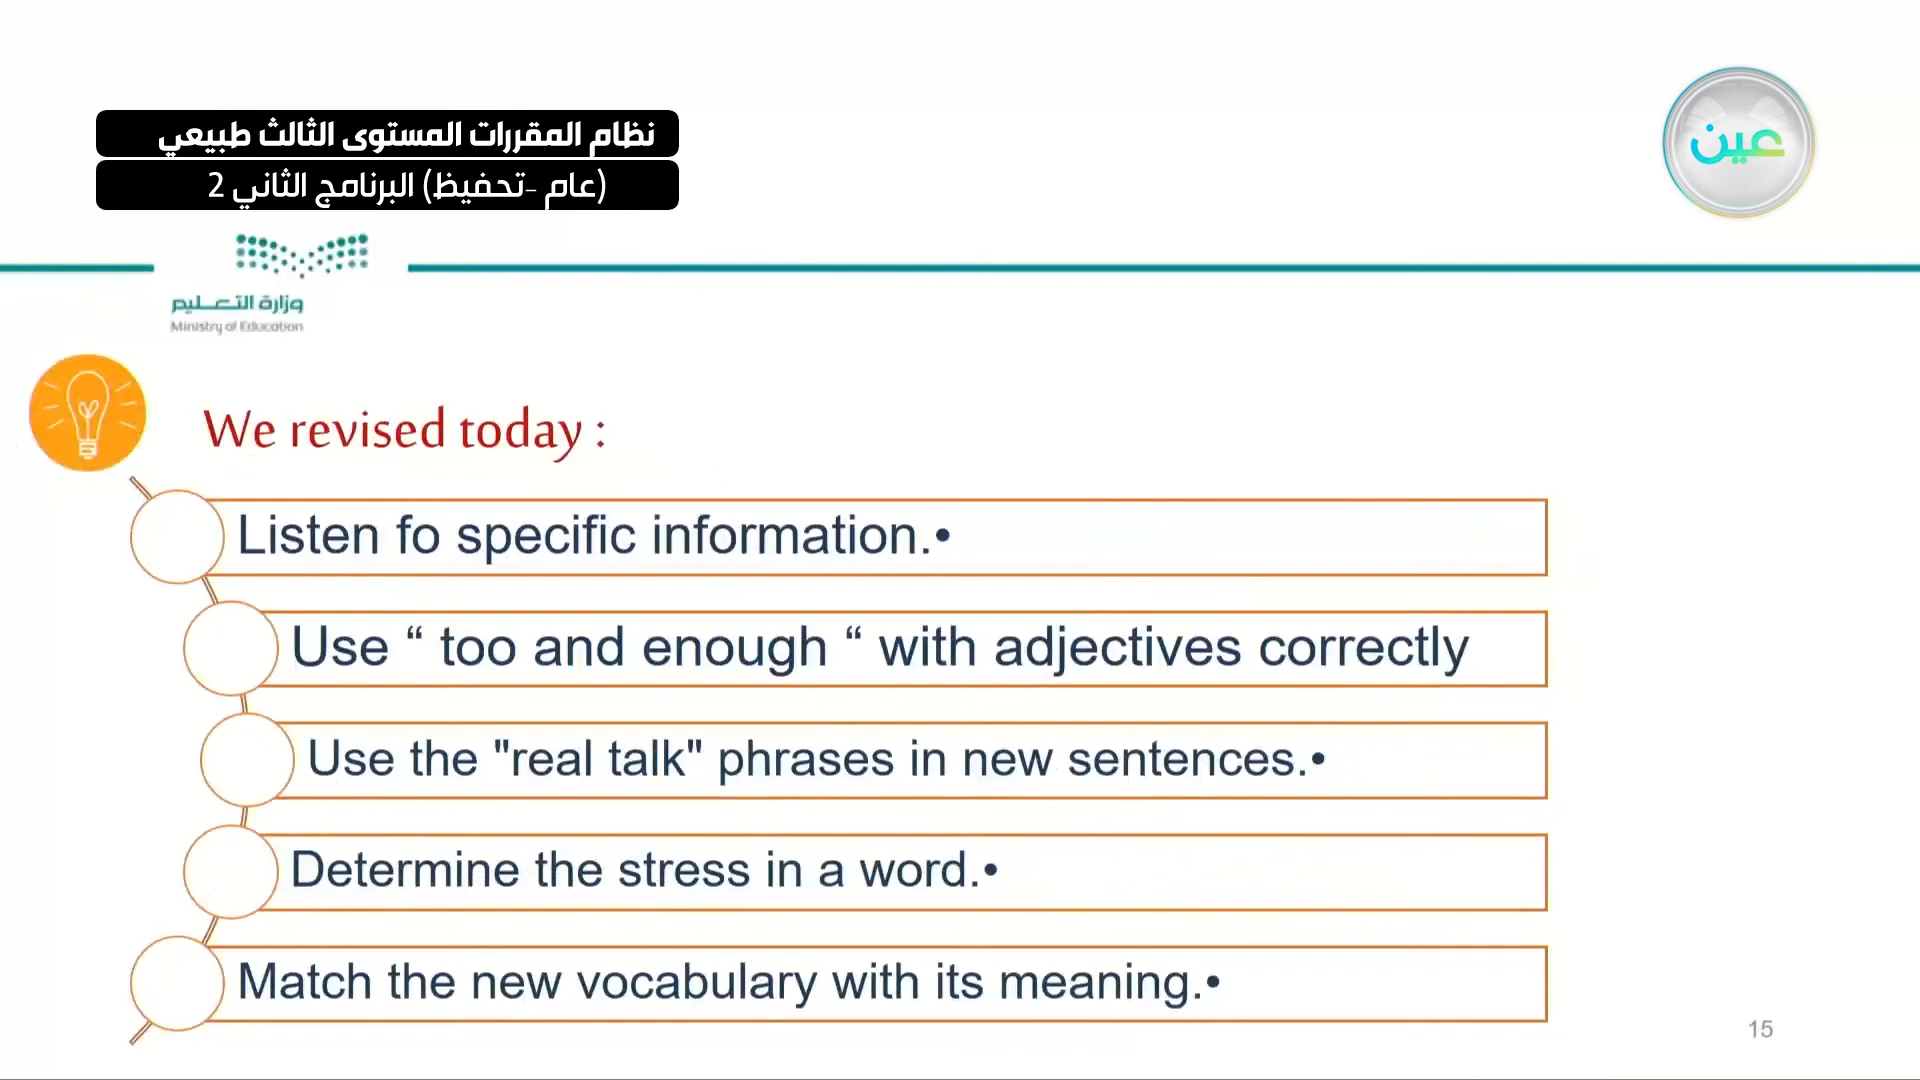 نظام المقررات المستوى الثالث طبيعي
(عام -تحفيظ) البرنامج الثاني 2
عين
وزارة التعليم
Ministry of Education
We revised today :
Listen fo specific information.•
Use “ too and enough “ with adjectives correctly
Use the "real talk" phrases in new sentences.•
Determine the stress in a word.•
Match the new vocabulary with its meaning.•
15